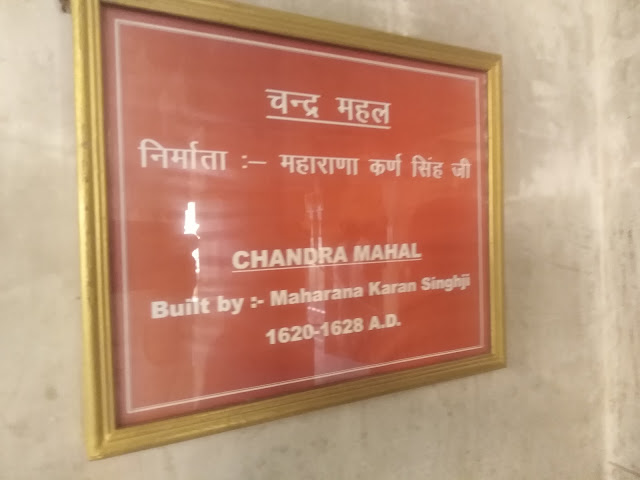 चन्द्र महल
निर्माता :– महाराणा कर्ण सिंह जी
CHANDRA MAHAL
Built by :- Maharana Karan Singhji
1620-1628 A.D.